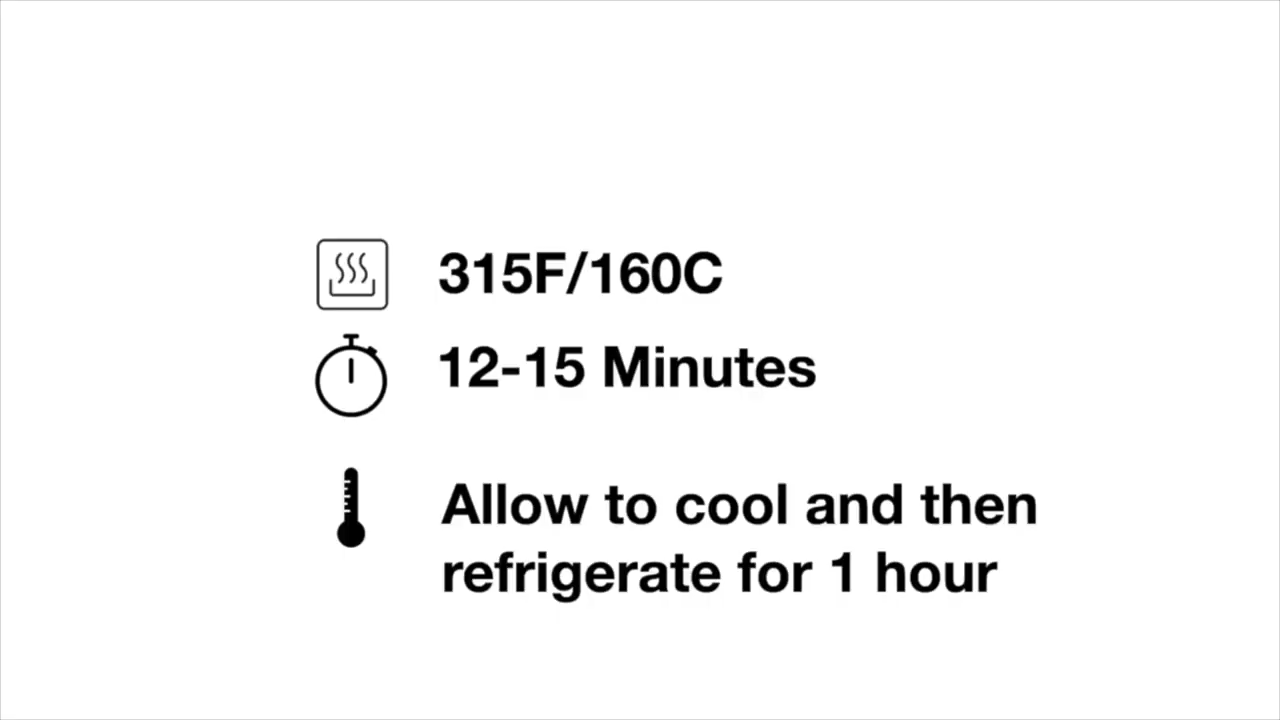 315F/160C
12-15 Minutes
Allow to cool and then
refrigerate for 1 hour